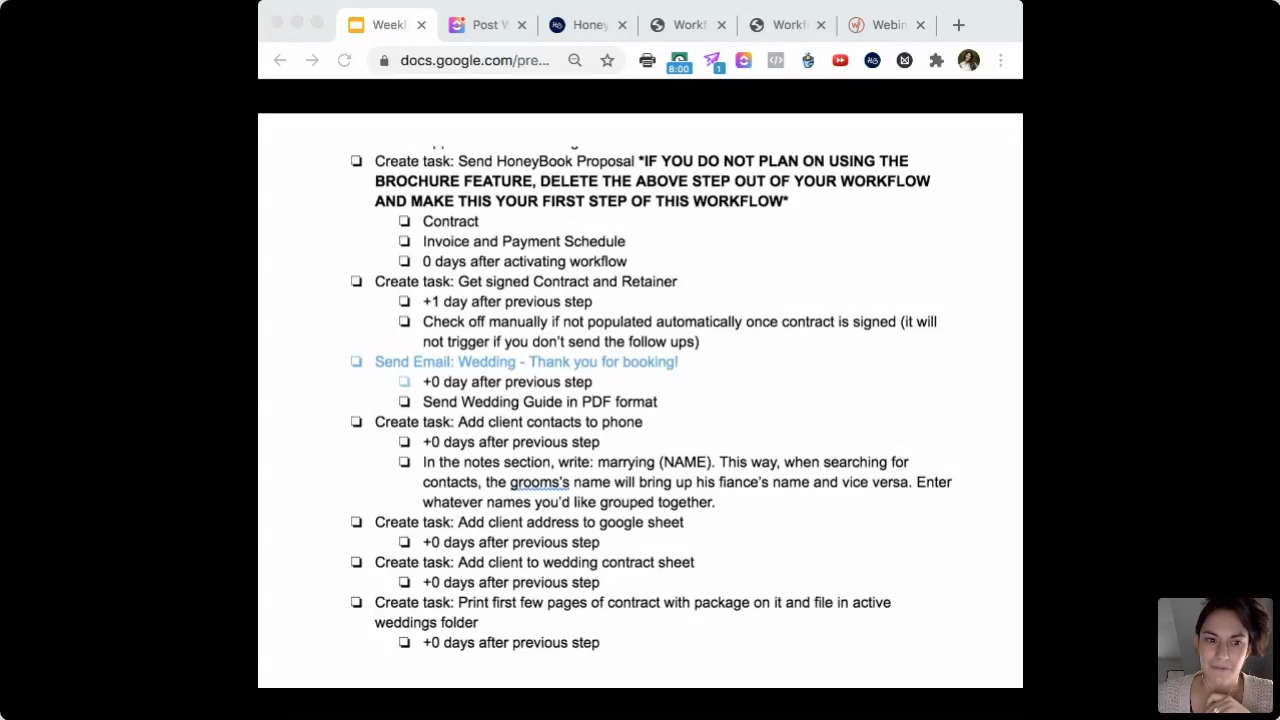 Weekl
Post W
Honey
Workf
Workf
Webin
docs.google.com/pre...
8:00
1
Create task: Send HoneyBook Proposal *IF YOU DO NOT PLAN ON USING THE
BROCHURE FEATURE, DELETE THE ABOVE STEP OUT OF YOUR WORKFLOW
AND MAKE THIS YOUR FIRST STEP OF THIS WORKFLOW*
Contract
Invoice and Payment Schedule
0 days after activating workflow
Create task: Get signed Contract and Retainer
+1 day after previous step
Check off manually if not populated automatically once contract is signed (it will
not trigger if you don't send the follow ups)
Send Email: Wedding - Thank you for booking!
+0 day after previous step
Send Wedding Guide in PDF format
Create task: Add client contacts to phone
+0 days after previous step
In the notes section, write: marrying (NAME). This way, when searching for
contacts, the grooms's name will bring up his fiance's name and vice versa. Enter
whatever names you'd like grouped together.
Create task: Add client address to google sheet
+0 days after previous step
Create task: Add client to wedding contract sheet
+0 days after previous step
Create task: Print first few pages of contract with package on it and file in active
weddings folder
+0 days after previous step